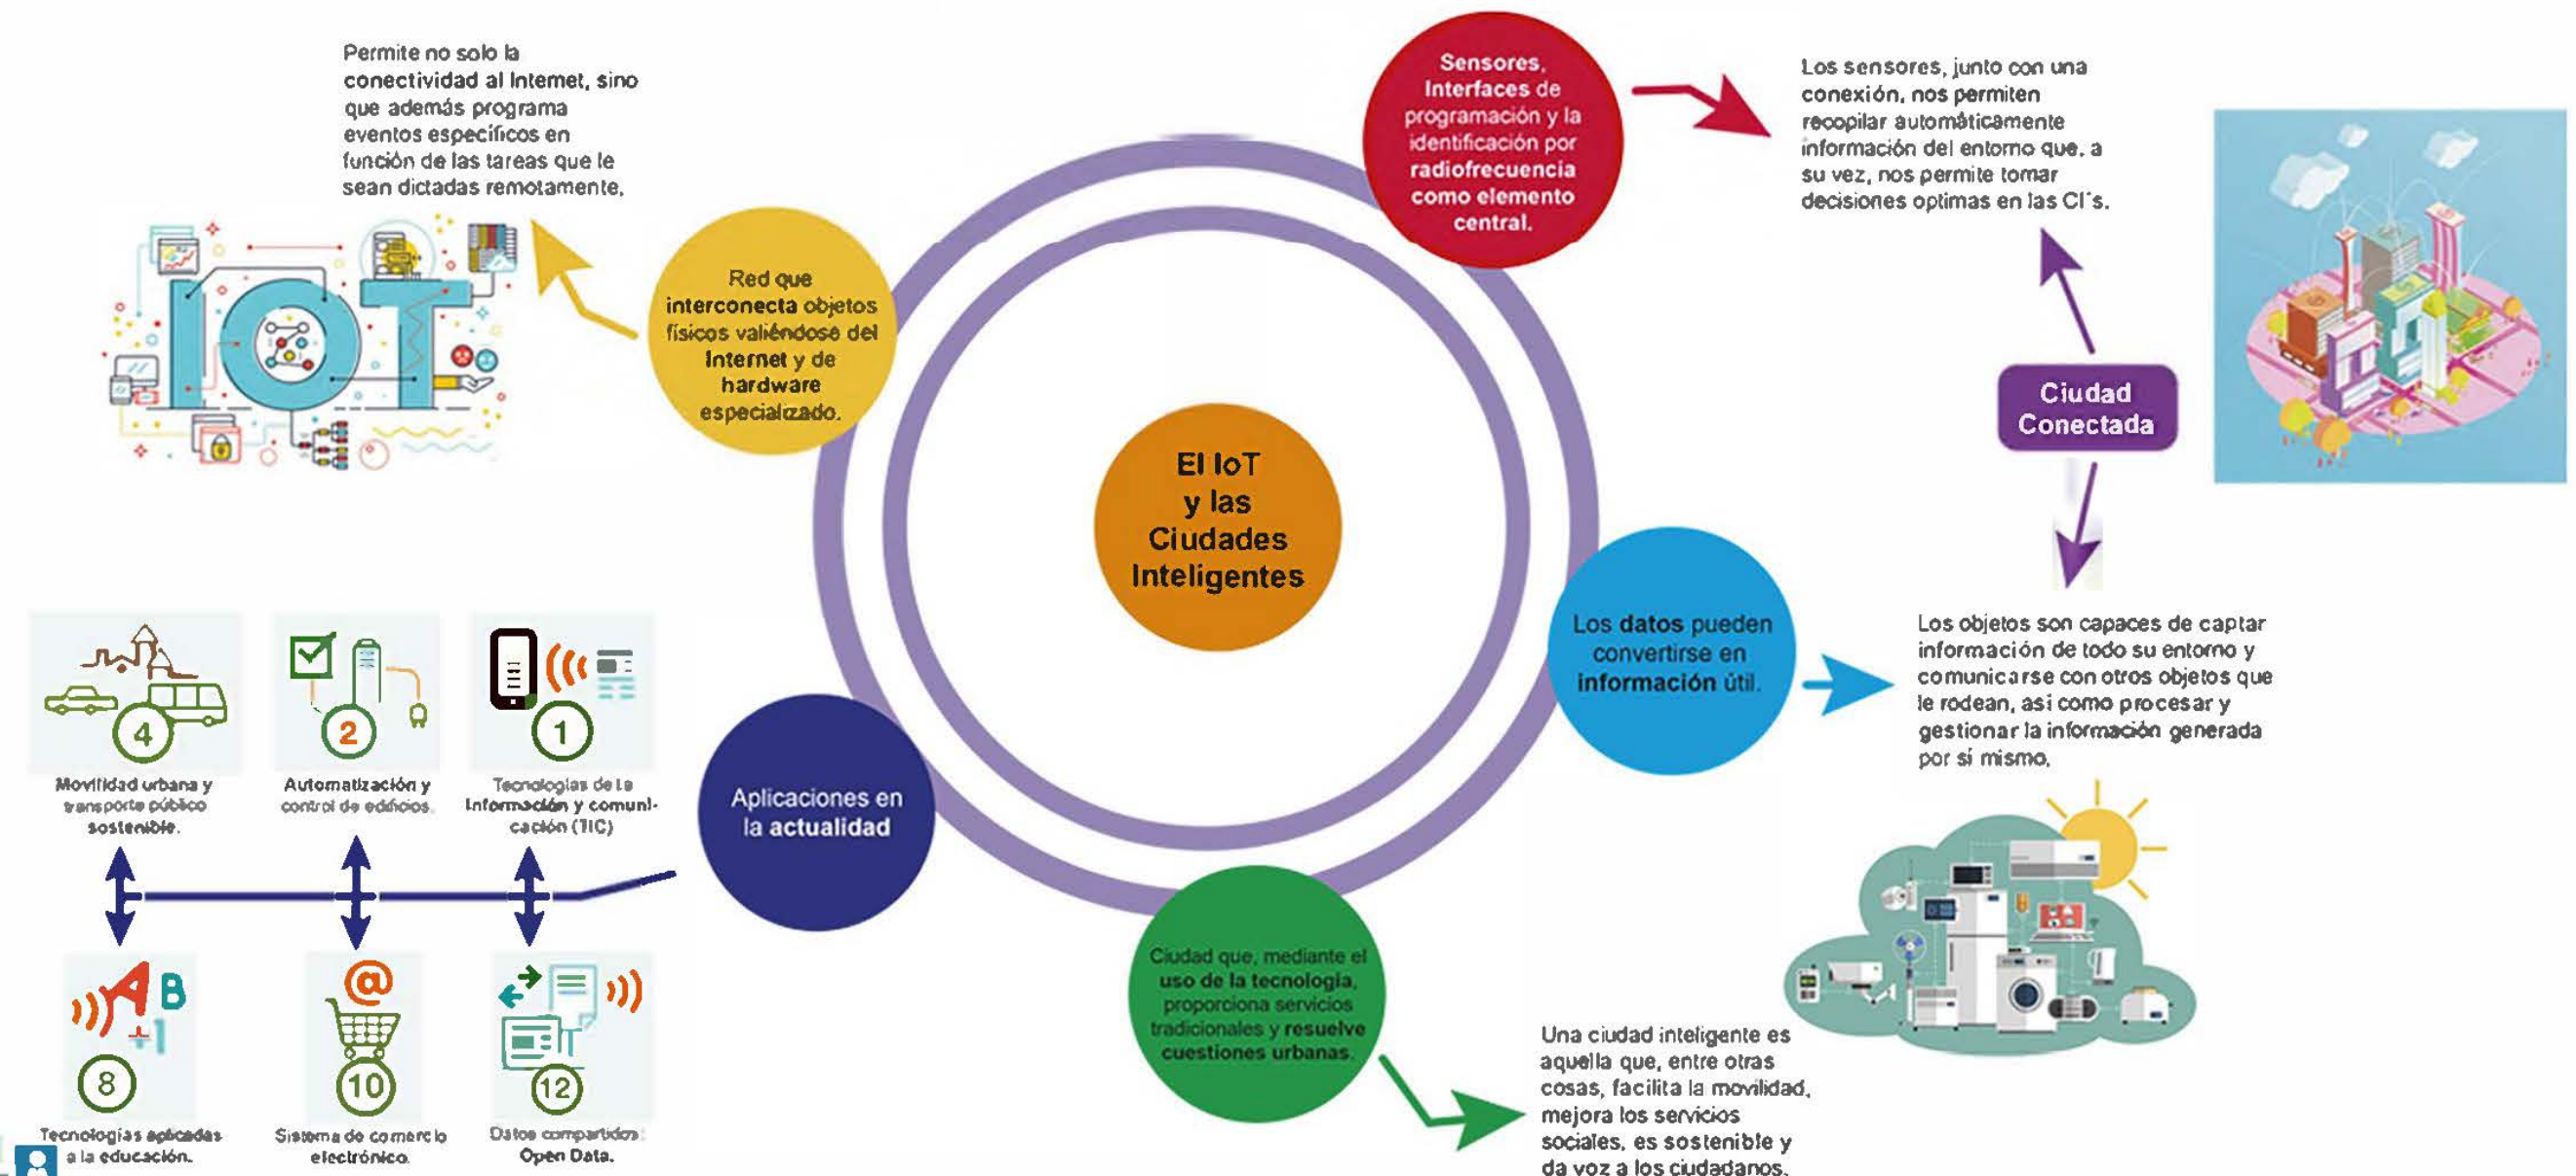 Permite no solo la
conectividad al Internet, sino
que además programa
eventos específicos en
función de las tareas que le
sean dictadas remotamente.
IOT
Red que
interconecta objetos
físicos valiéndose del
Internet y de
hardware
especializado.
Sensores,
Interfaces de
programación y la
identificación por
radiofrecuencia
como elemento
central.
Los sensores, junto con una
conexión, nos permiten
recopilar automáticamente
información del entorno que, a
su vez, nos permite tomar
decisiones optimas en las CI´s.
Ciudad
Conectada
El IoT
y las
Ciudades
Inteligentes
Los datos pueden
convertirse en
información útil.
Los objetos son capaces de captar
información de todo su entorno y
comunicarse con otros objetos que
le rodean, asi como procesar y
gestionar la información generada
por sí mismo.
Aplicaciones en
la actualidad
4
Movilidad urbana y
transporte público
sostenible.
2
Automatización y
control de edificios.
1
Tecnologías de la
Información y comuni-
cación (TIC)
AB
+1
8
Tecnologías aplicadas
a la educación.
@
10
Sistema de comercio
electrónico.
12
Datos compartidos:
Open Data.
Ciudad que, mediante el
uso de la tecnología,
proporciona servicios
tradicionales y resuelve
cuestiones urbanas.
Una ciudad inteligente es
aquella que, entre otras
cosas, facilita la movilidad,
mejora los servicios
sociales, es sostenible y
da voz a los ciudadanos.